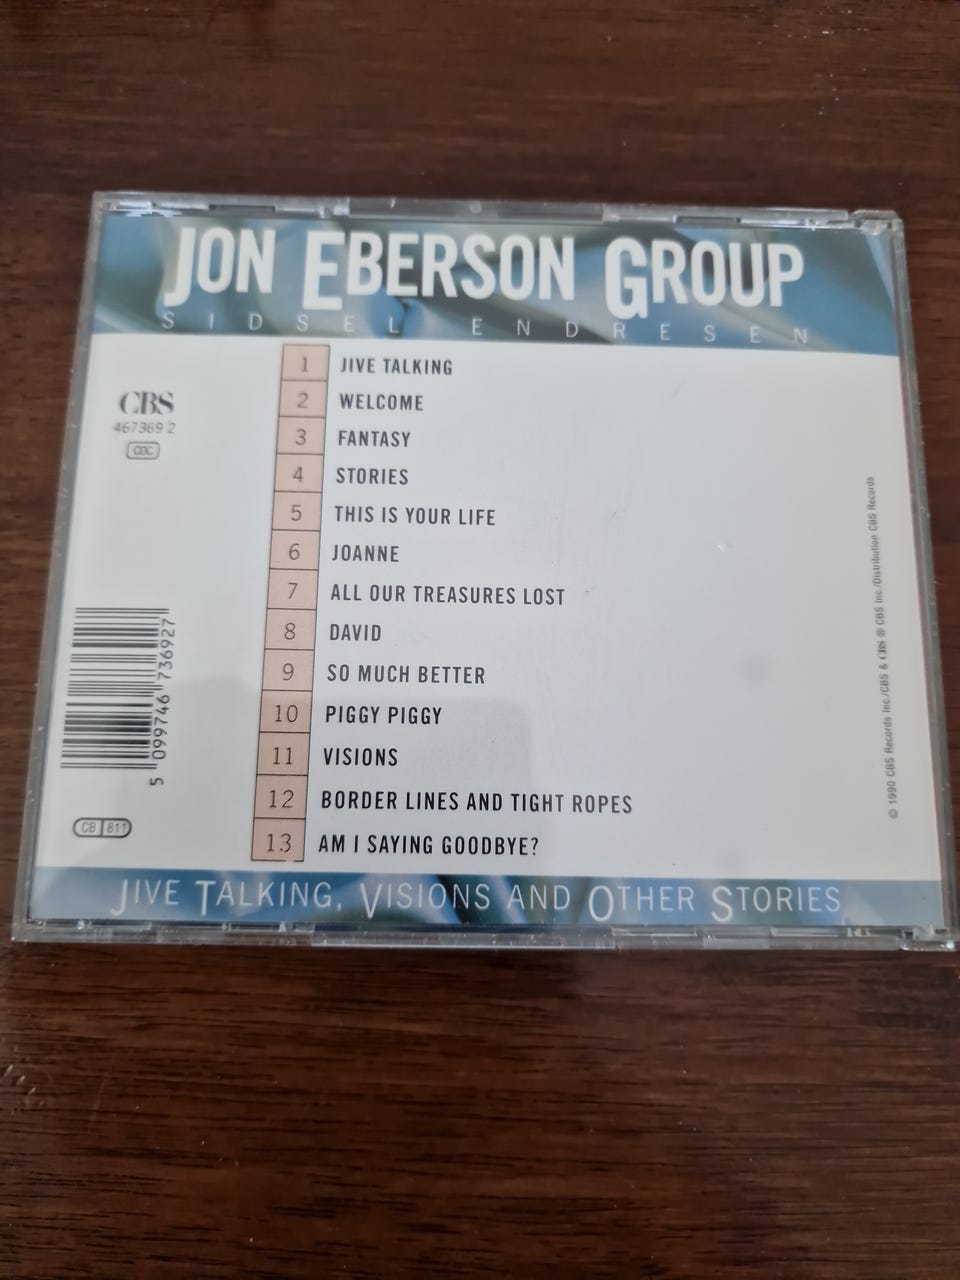 JON EBERSON GROUP
SIDSEL ENDRESEN
CBS
467369 2
CDC
1 JIVE TALKING
2 WELCOME
3 FANTASY
4 STORIES
5 THIS IS YOUR LIFE
6 JOANNE
7 ALL OUR TREASURES LOST
8 DAVID
9 SO MUCH BETTER
10 PIGGY PIGGY
11 VISIONS
12 BORDER LINES AND TIGHT ROPES
13 AM I SAYING GOODBYE?
5 099746 736927
CB 811
© 1990 CBS Records Inc./CBS & CBS ® CBS Inc./Distribution CBS Records
JIVE TALKING, VISIONS AND OTHER STORIES